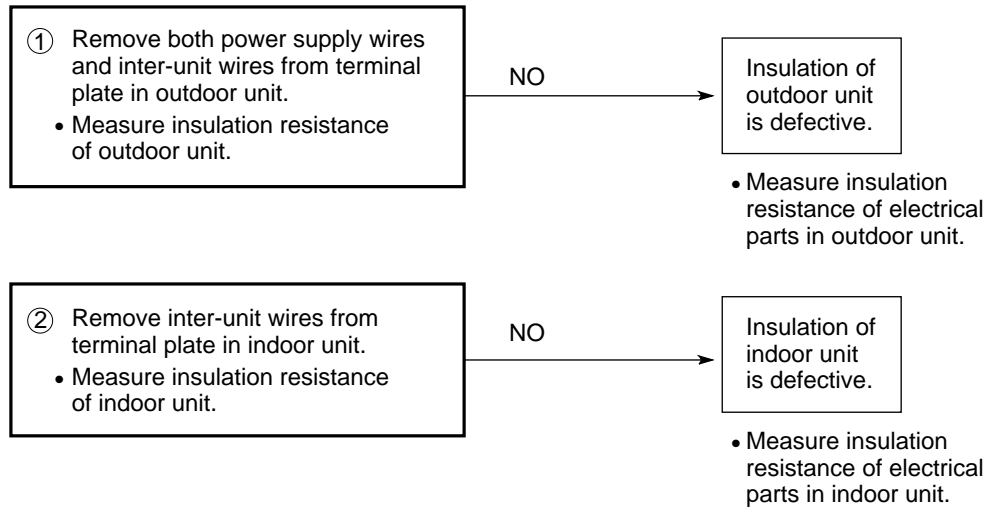 ① Remove both power supply wires
and inter-unit wires from terminal
plate in outdoor unit.
• Measure insulation resistance
of outdoor unit.
NO
Insulation of
outdoor unit
is defective.
• Measure insulation
resistance of electrical
parts in outdoor unit.
② Remove inter-unit wires from
terminal plate in indoor unit.
• Measure insulation resistance
of indoor unit.
NO
Insulation of
indoor unit
is defective.
• Measure insulation
resistance of electrical
parts in indoor unit.